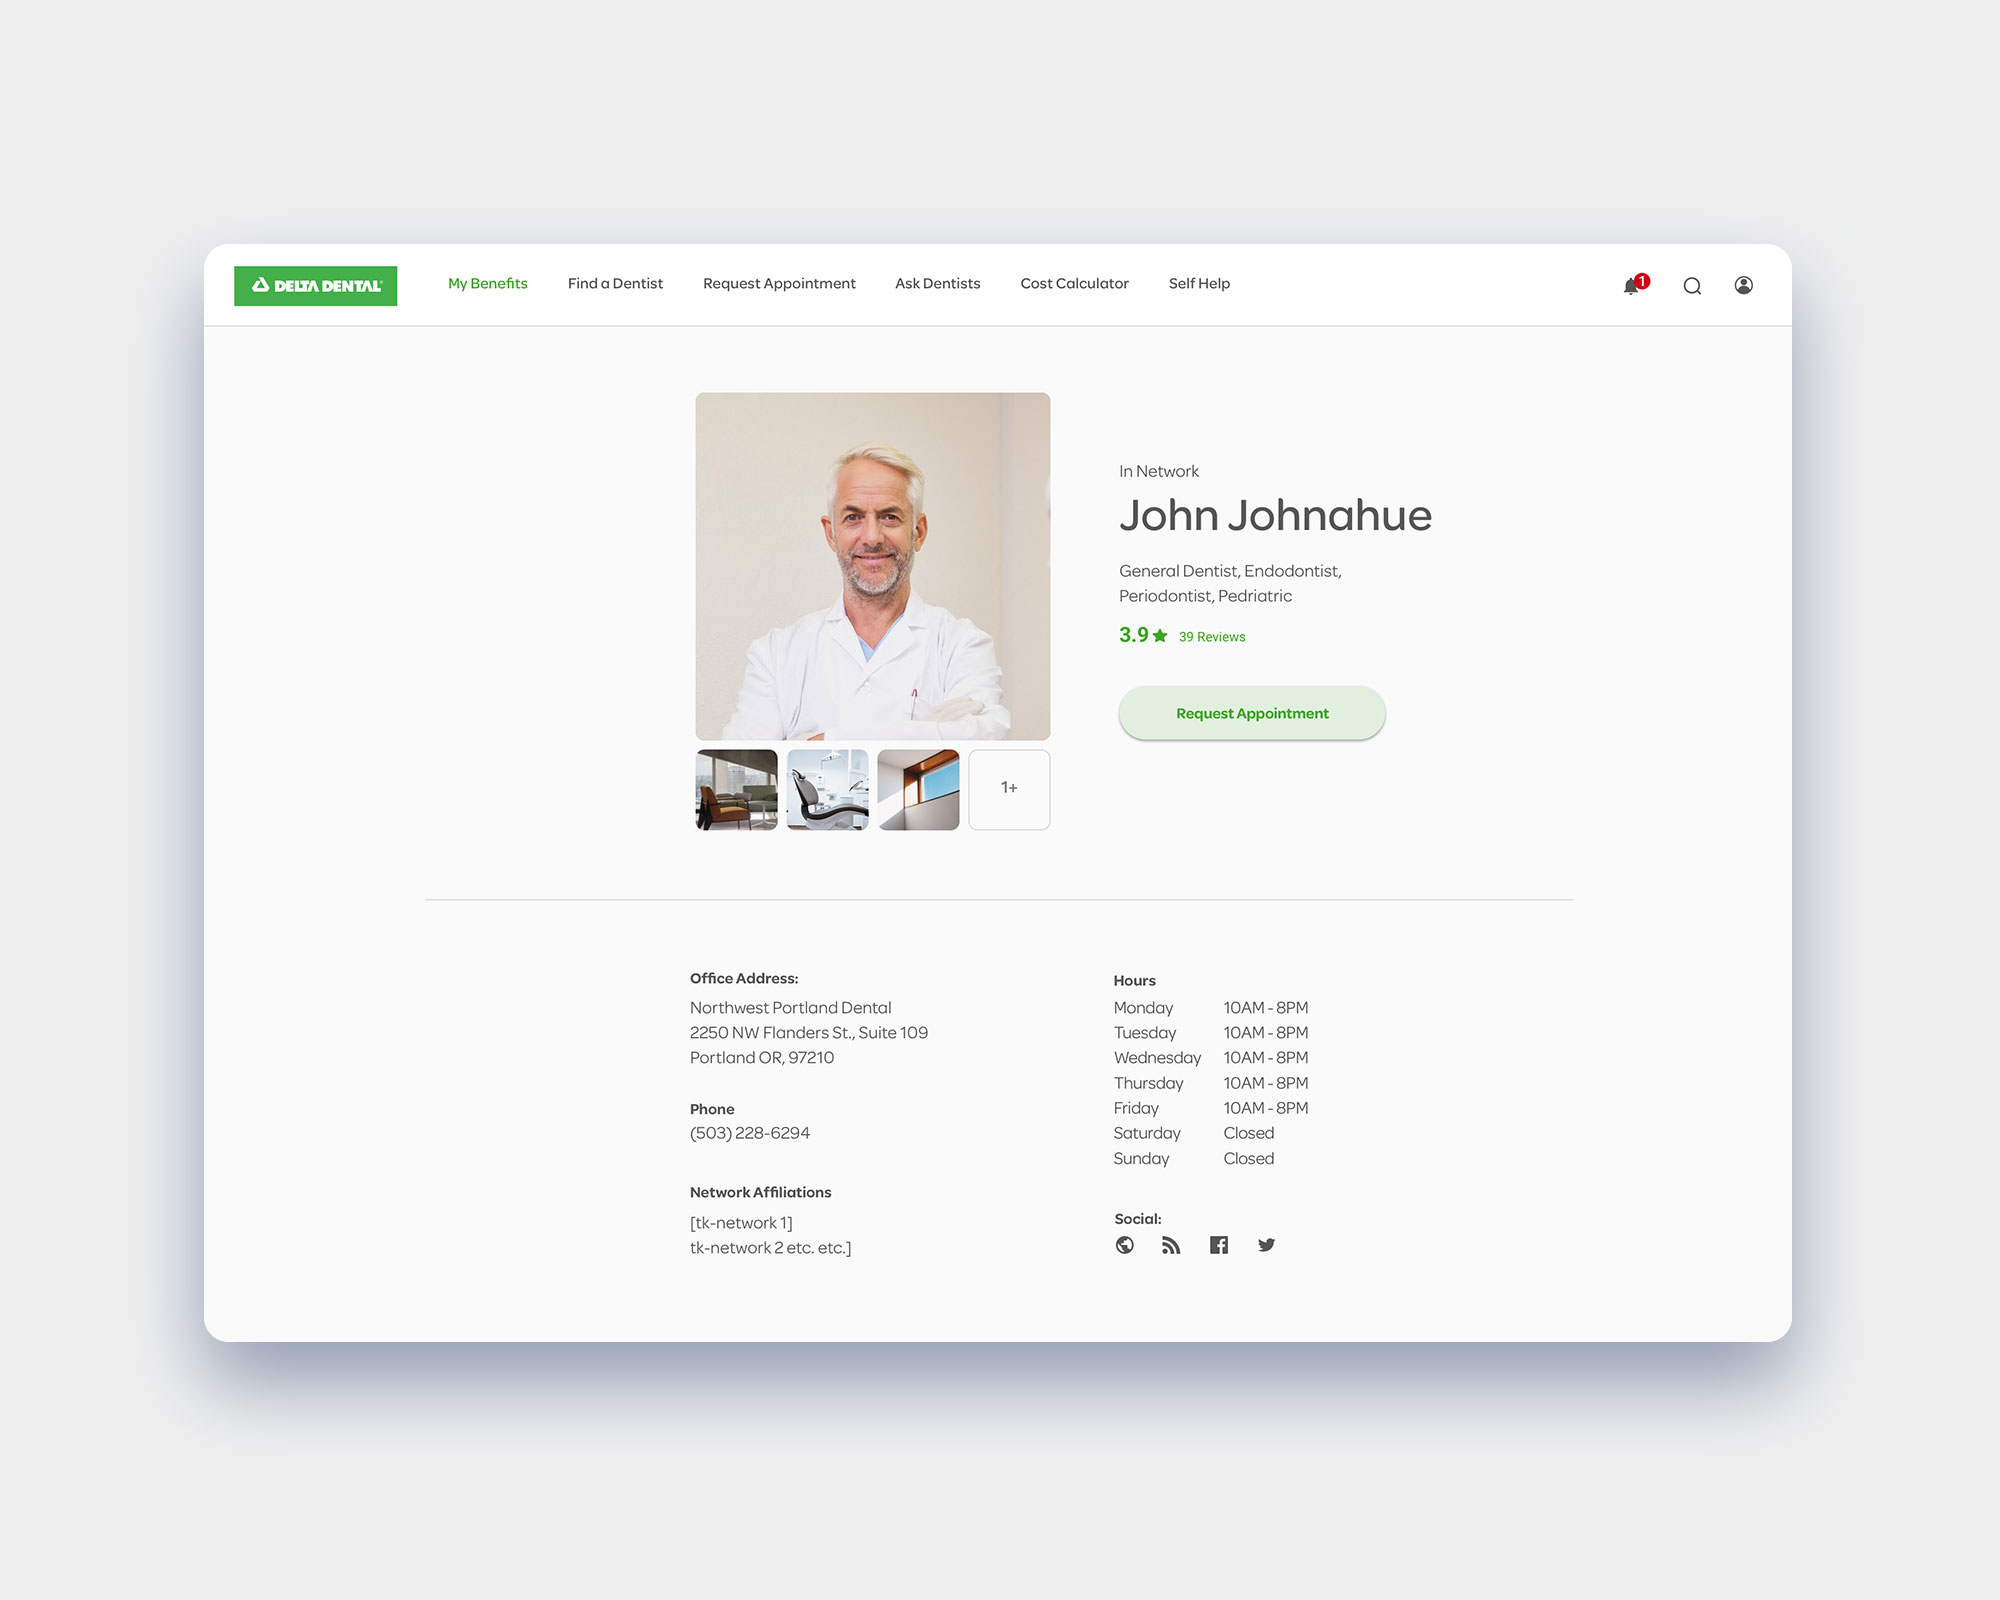 DELTA DENTAL
My Benefits
Find a Dentist
Request Appointment
Ask Dentists
Cost Calculator
Self Help
1
In Network
John Johnahue
General Dentist, Endodontist,
Periodontist, Pedriatric
3.9 ★ 39 Reviews
Request Appointment
1+
Office Address:
Northwest Portland Dental
2250 NW Flanders St., Suite 109
Portland OR, 97210
Phone
(503) 228-6294
Network Affiliations
[tk-network 1]
tk-network 2 etc. etc.]
Hours
Monday 10AM - 8PM
Tuesday 10AM - 8PM
Wednesday 10AM - 8PM
Thursday 10AM - 8PM
Friday 10AM - 8PM
Saturday Closed
Sunday Closed
Social: